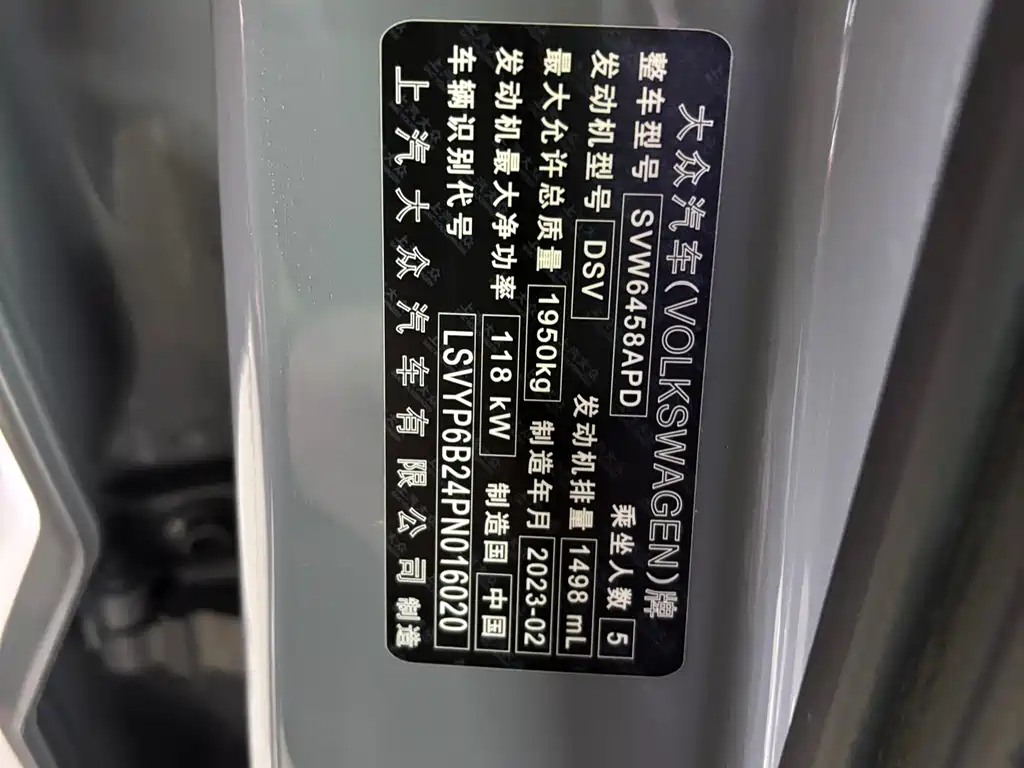 大众汽车(VOLKSWAGEN)牌
整车型号 SVW6458APD 乘坐人数 5
发动机型号 DSV 发动机排量 1498 mL
最大允许总质量 1950kg 制造年月 2023-02
发动机最大净功率 118 kW 制造国 中国
车辆识别代号 LSVYP6B24PN016020
上汽大众汽车有限公司 制造